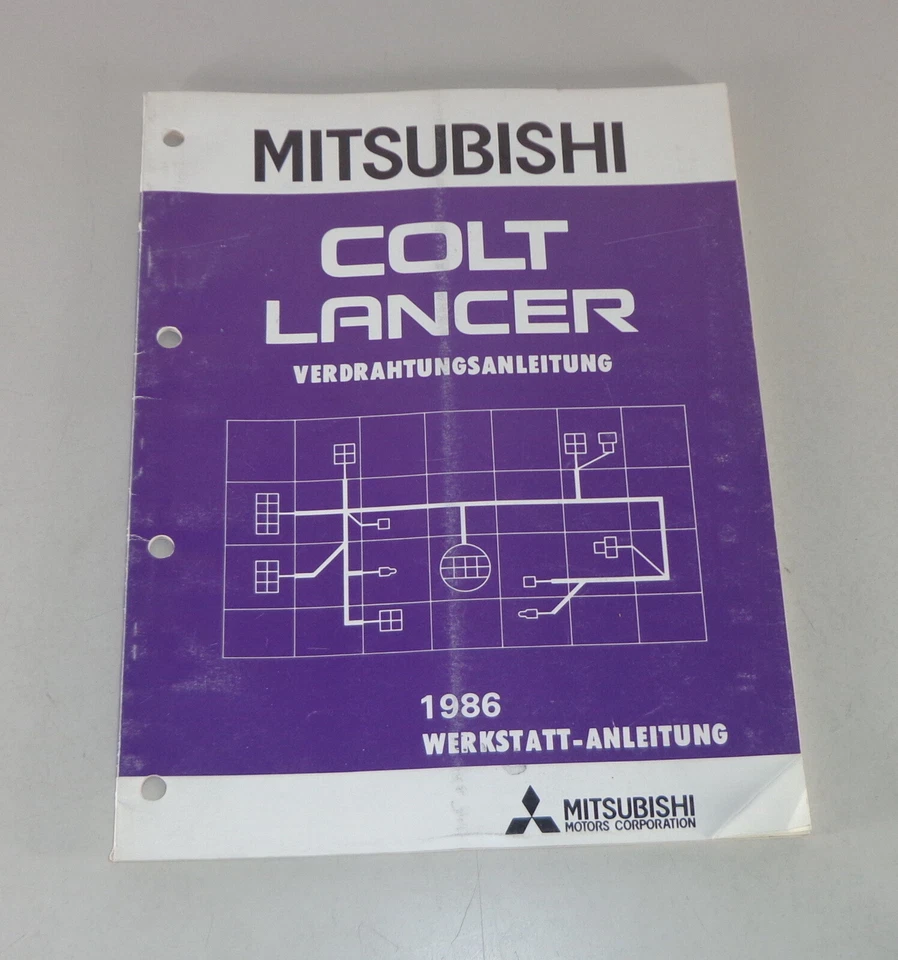 MITSUBISHI
COLT
LANCER
VERDRAHTUNGSANLEITUNG
1986
WERKSTATT-ANLEITUNG
MITSUBISHI
MOTORS CORPORATION